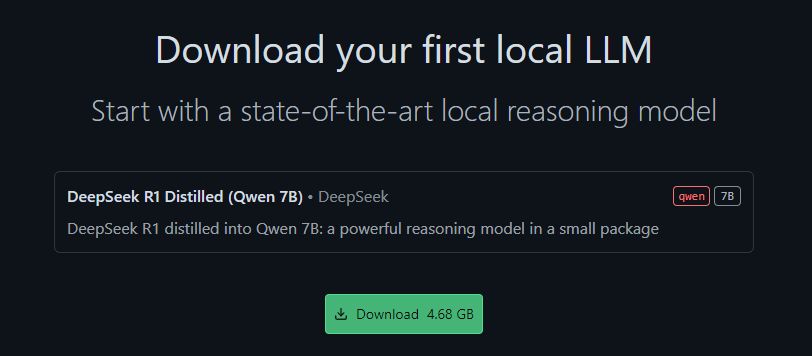 Download your first local LLM
Start with a state-of-the-art local reasoning model
DeepSeek R1 Distilled (Qwen 7B) • DeepSeek qwen 7B
DeepSeek R1 distilled into Qwen 7B: a powerful reasoning model in a small package
Download 4.68 GB